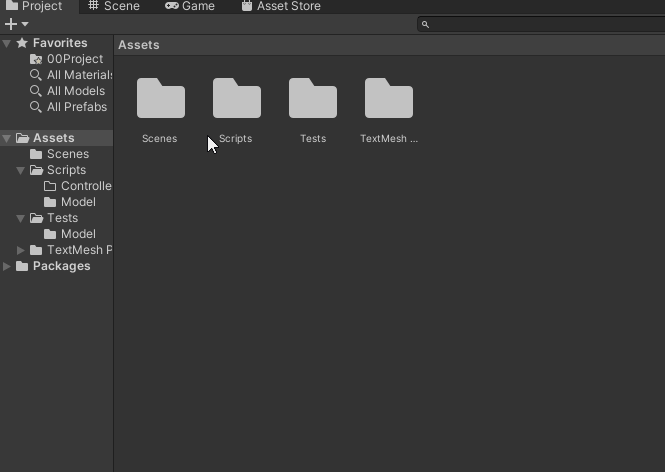 Project Scene Game Asset Store
Favorites
00Project
All Materials
All Models
All Prefabs
Assets
Scenes
Scripts
Controlle
Model
Tests
Model
TextMesh P
Packages
Assets
Scenes Scripts Tests TextMesh ...